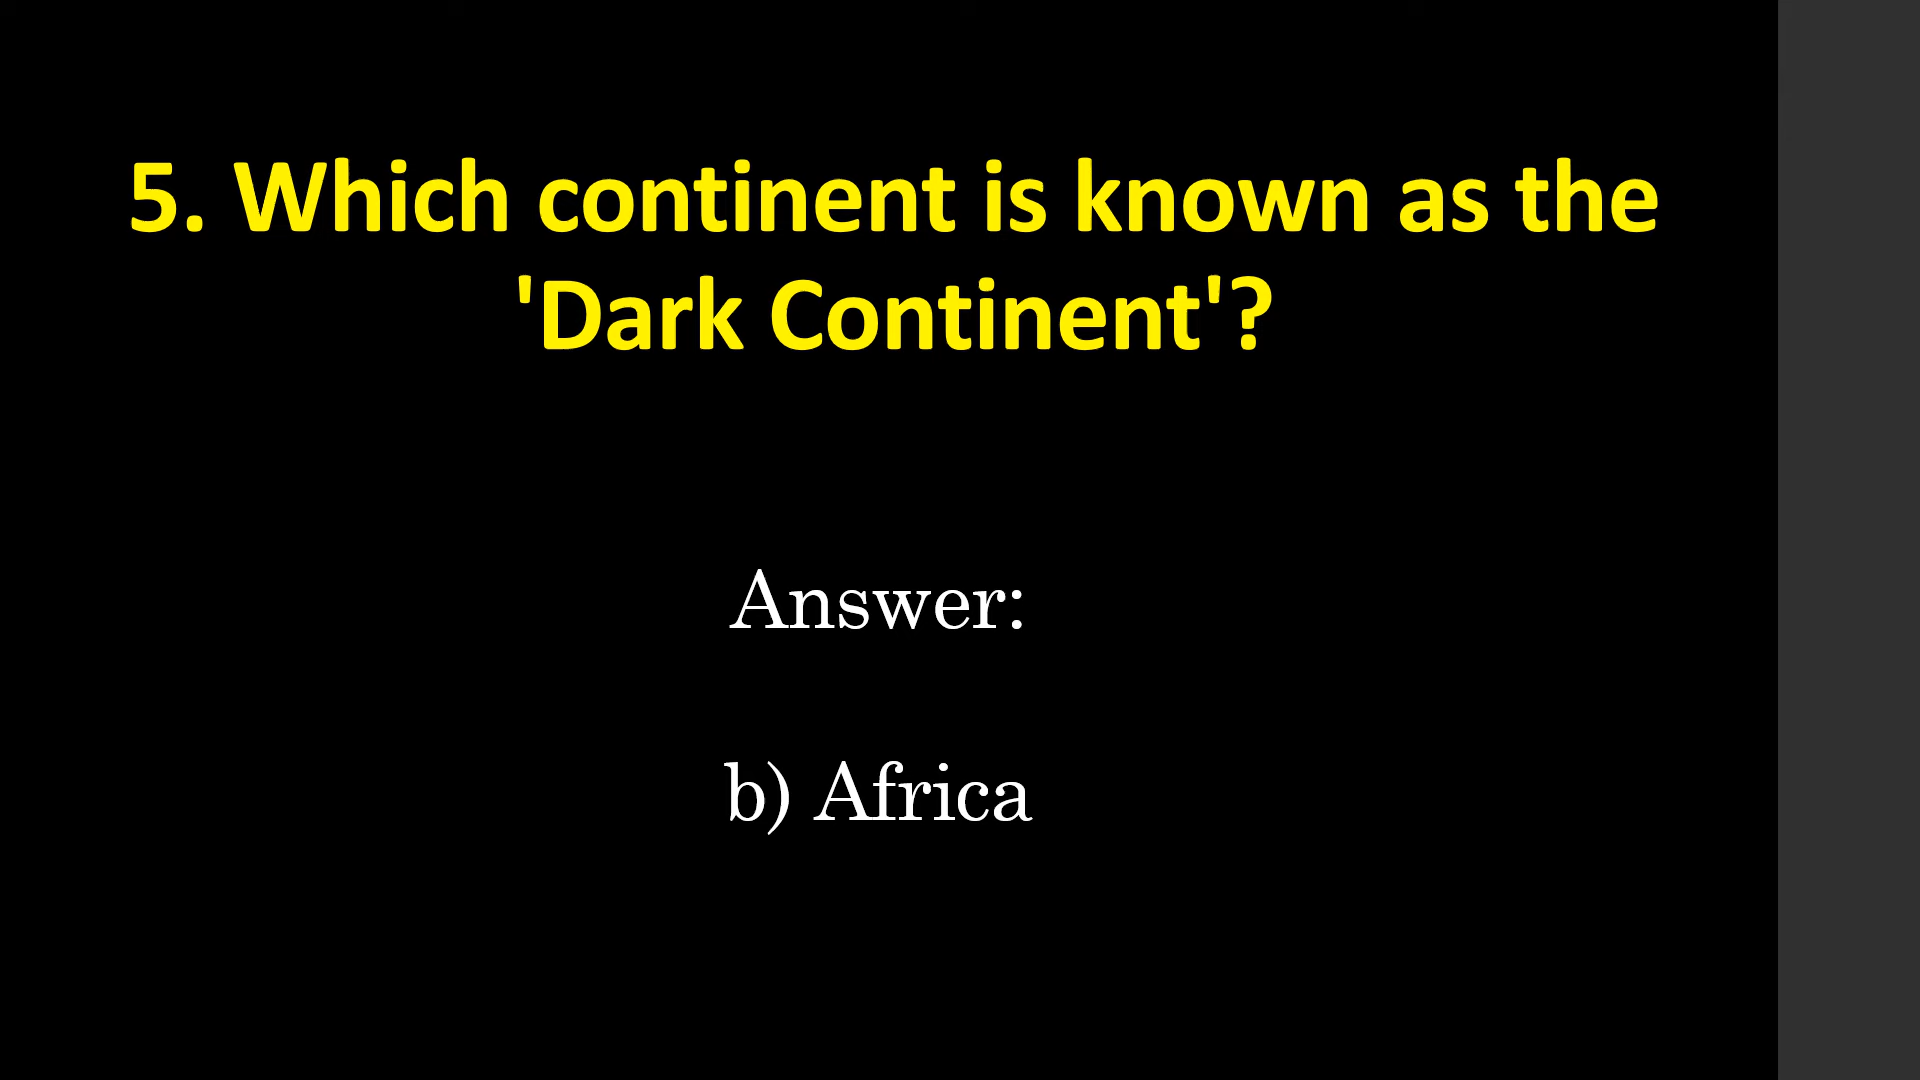 5. Which continent is known as the
'Dark Continent'?
Answer:
b) Africa